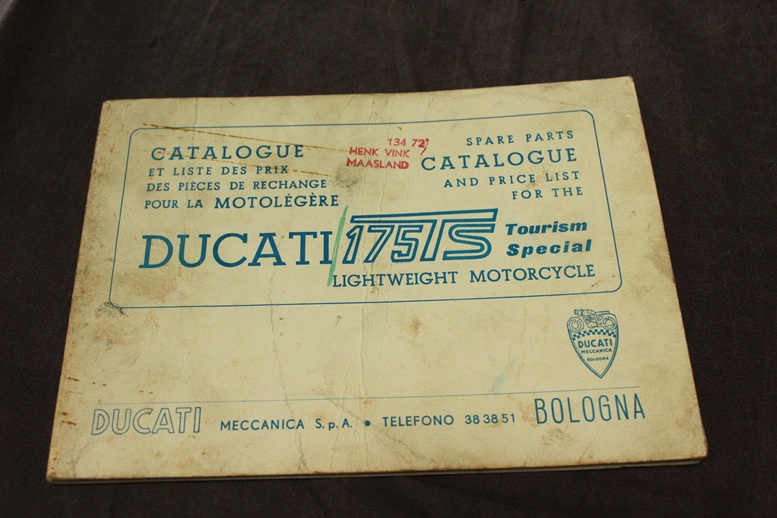 CATALOGUE
ET LISTE DES PRIX
DES PIÈCES DE RECHANGE
POUR LA MOTOLÉGÈRE
134 72
HENK VINK
MAASLAND
SPARE PARTS
CATALOGUE
AND PRICE LIST
FOR THE
DUCATI 175TS Tourism Special
LIGHTWEIGHT MOTORCYCLE
DUCATI
MECCANICA
BOLOGNA
DUCATI MECCANICA S.p.A. • TELEFONO 38 38 51 BOLOGNA